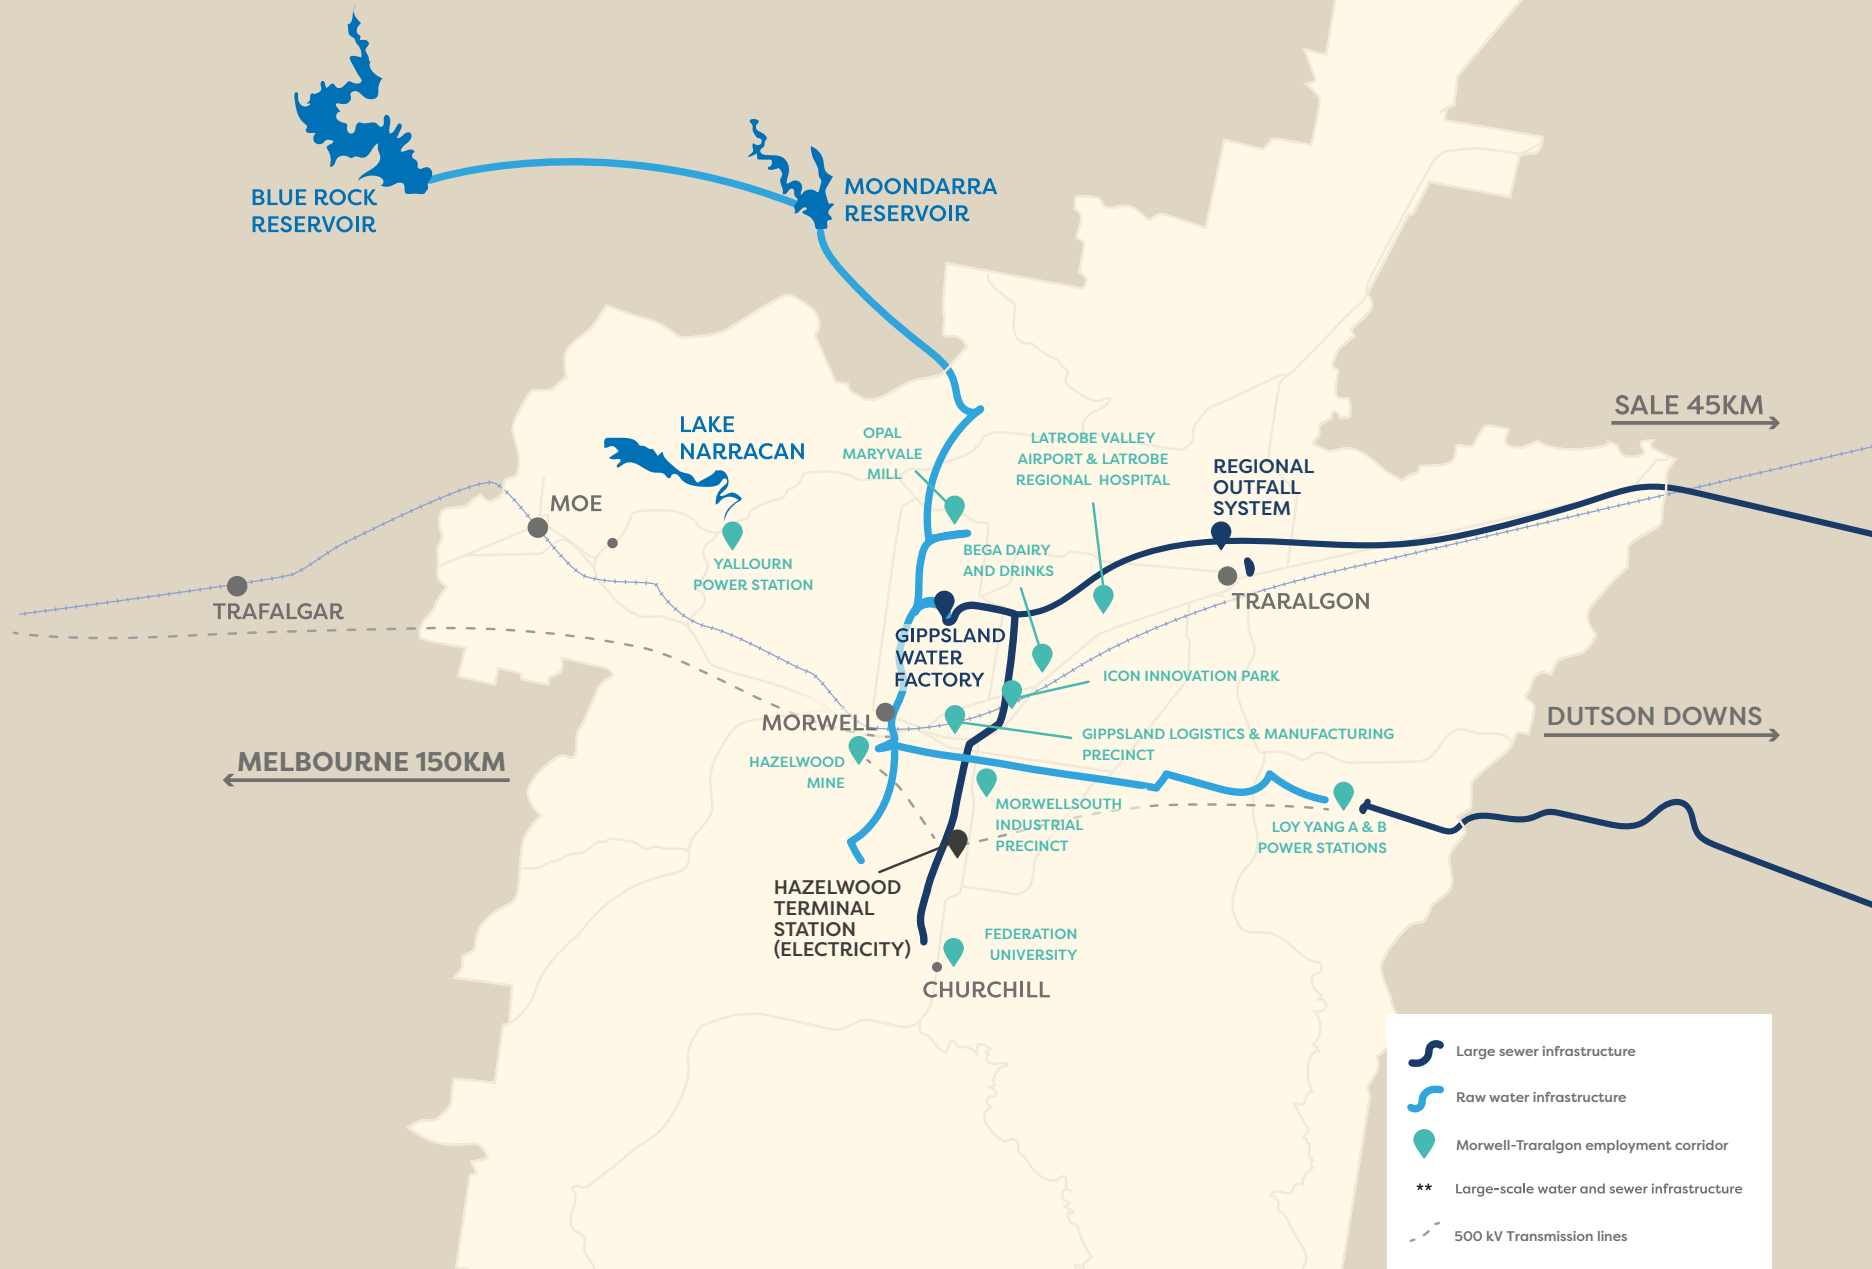 BLUE ROCK
RESERVOIR
MOONDARRA
RESERVOIR
SALE 45KM
LAKE
NARRACAN
OPAL
MARYVALE
MILL
LATROBE VALLEY
AIRPORT & LATROBE
REGIONAL HOSPITAL
REGIONAL
OUTFALL
SYSTEM
MOE
YALLOURN
POWER STATION
BEGA DAIRY
AND DRINKS
TRAFALGAR
TRARALGON
GIPPSLAND
WATER
FACTORY
ICON INNOVATION PARK
MORWELL
DUTSON DOWNS
GIPPSLAND LOGISTICS & MANUFACTURING
PRECINCT
MELBOURNE 150KM
HAZELWOOD
MINE
MORWELLSOUTH
INDUSTRIAL
PRECINCT
LOY YANG A & B
POWER STATIONS
HAZELWOOD
TERMINAL
STATION
(ELECTRICITY)
FEDERATION
UNIVERSITY
CHURCHILL
Large sewer infrastructure
Raw water infrastructure
Morwell-Traralgon employment corridor
** Large-scale water and sewer infrastructure
500 kV Transmission lines